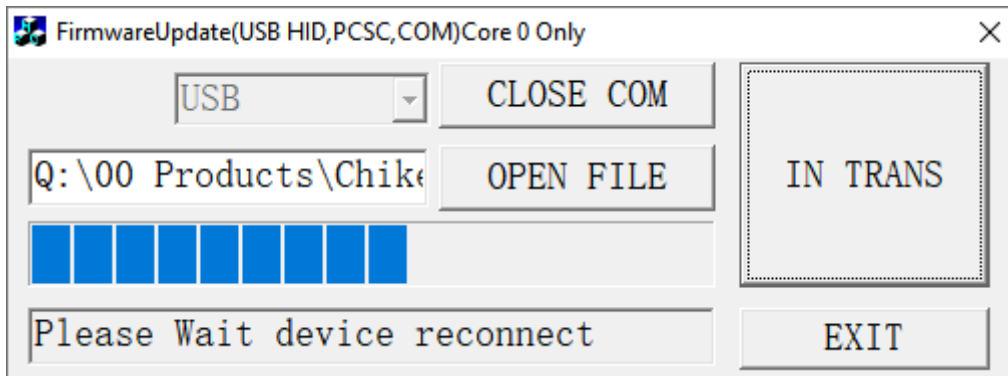 FirmwareUpdate(USB HID,PCSC,COM)Core 0 Only
USB
CLOSE COM
Q:\00 Products\Chike
OPEN FILE
IN TRANS
Please Wait device reconnect
EXIT